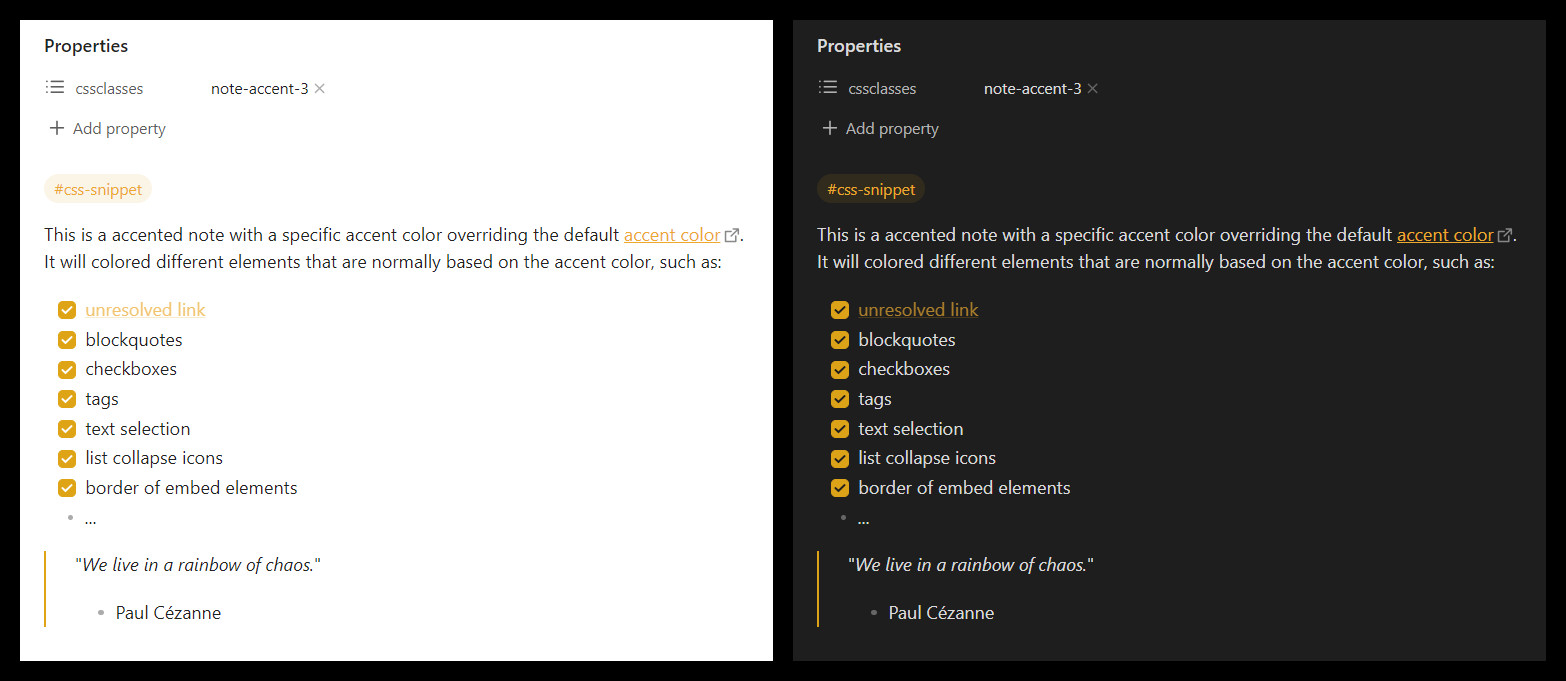 Properties
cssclasses note-accent-3
Add property
#css-snippet
This is a accented note with a specific accent color overriding the default accent color.
It will colored different elements that are normally based on the accent color, such as:
unresolved link
blockquotes
checkboxes
tags
text selection
list collapse icons
border of embed elements
...
"We live in a rainbow of chaos."
Paul Cézanne
Properties
cssclasses note-accent-3
Add property
#css-snippet
This is a accented note with a specific accent color overriding the default accent color.
It will colored different elements that are normally based on the accent color, such as:
unresolved link
blockquotes
checkboxes
tags
text selection
list collapse icons
border of embed elements
...
"We live in a rainbow of chaos."
Paul Cézanne